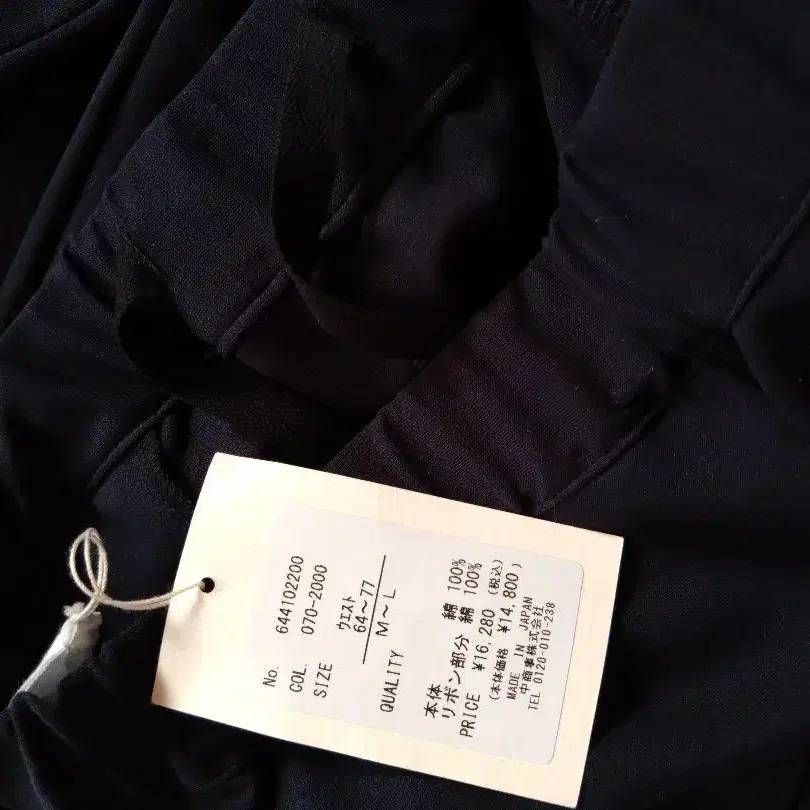 No. 644102200
COL. 070-2000
SIZE ウエスト
64～77
M～L
QUALITY
本体 綿 100%
リボン部分 綿 100%
PRICE ¥16,280 (税込)
(本体価格 ¥14,800)
MADE IN JAPAN
中商事株式会社
TEL 0120-010-238